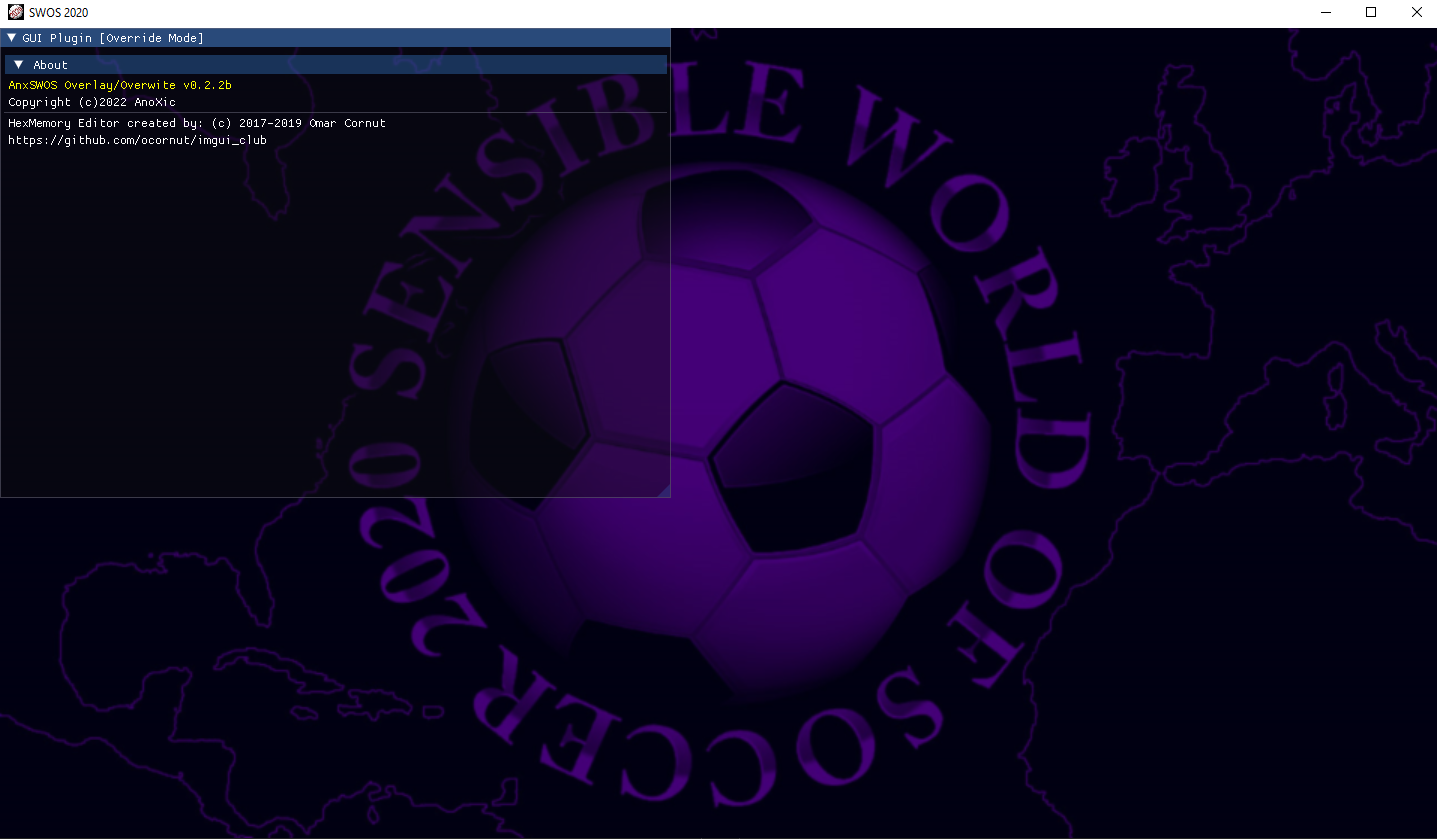 SWOS 2020
GUI Plugin [Override Mode]
About
AnxSWOS Overlay/Overwite v0.2.2b
Copyright (c)2022 AnoXic
HexMemory Editor created by: (c) 2017-2019 Omar Cornut
https://github.com/ocornut/imgui_club
SENSIBLE WORLD OF SOCCER 2020